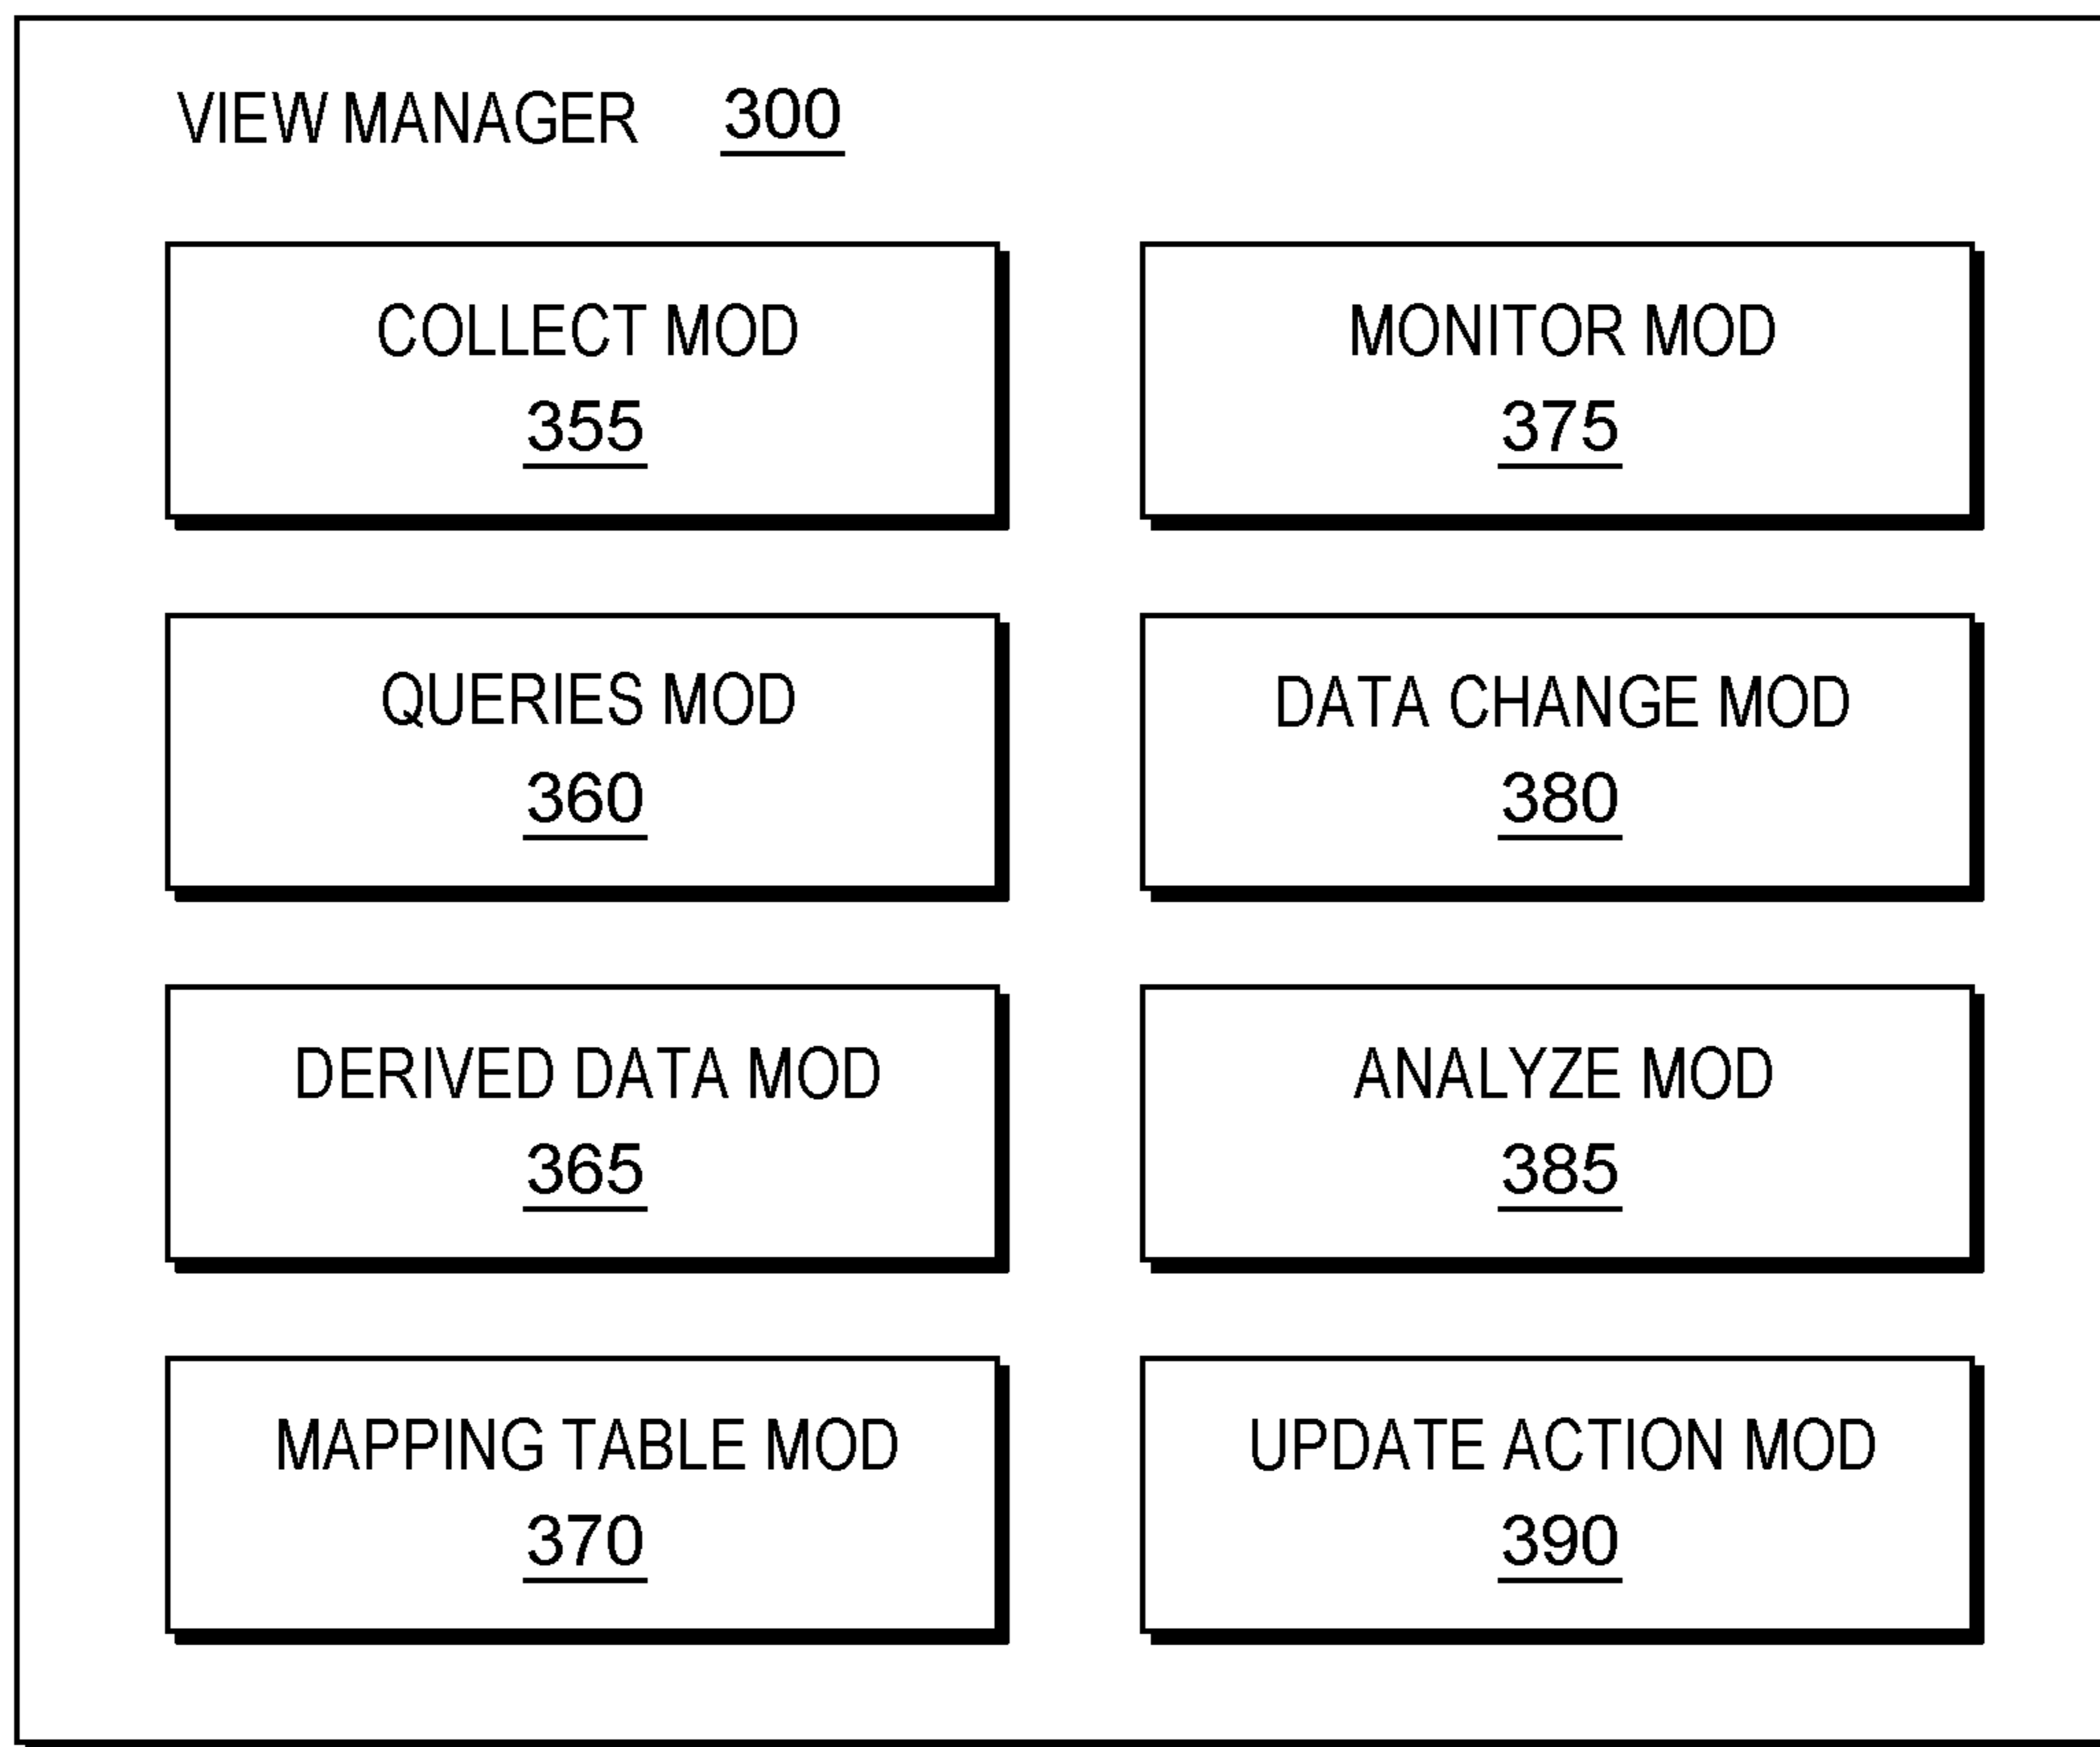 VIEW MANAGER 300
COLLECT MOD
355
MONITOR MOD
375
QUERIES MOD
360
DATA CHANGE MOD
380
DERIVED DATA MOD
365
ANALYZE MOD
385
MAPPING TABLE MOD
370
UPDATE ACTION MOD
390